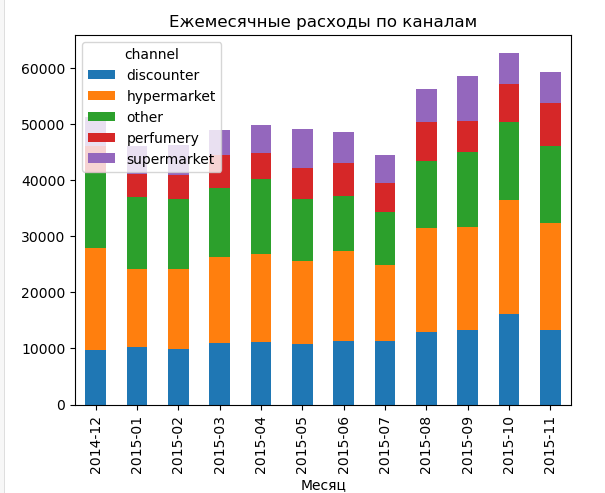 Ежемесячные расходы по каналам
channel
discounter
hypermarket
other
perfumery
supermarket
60000
50000
40000
30000
20000
10000
0
2014-12
2015-01
2015-02
2015-03
2015-04
2015-05
2015-06
2015-07
2015-08
2015-09
2015-10
2015-11
Месяц